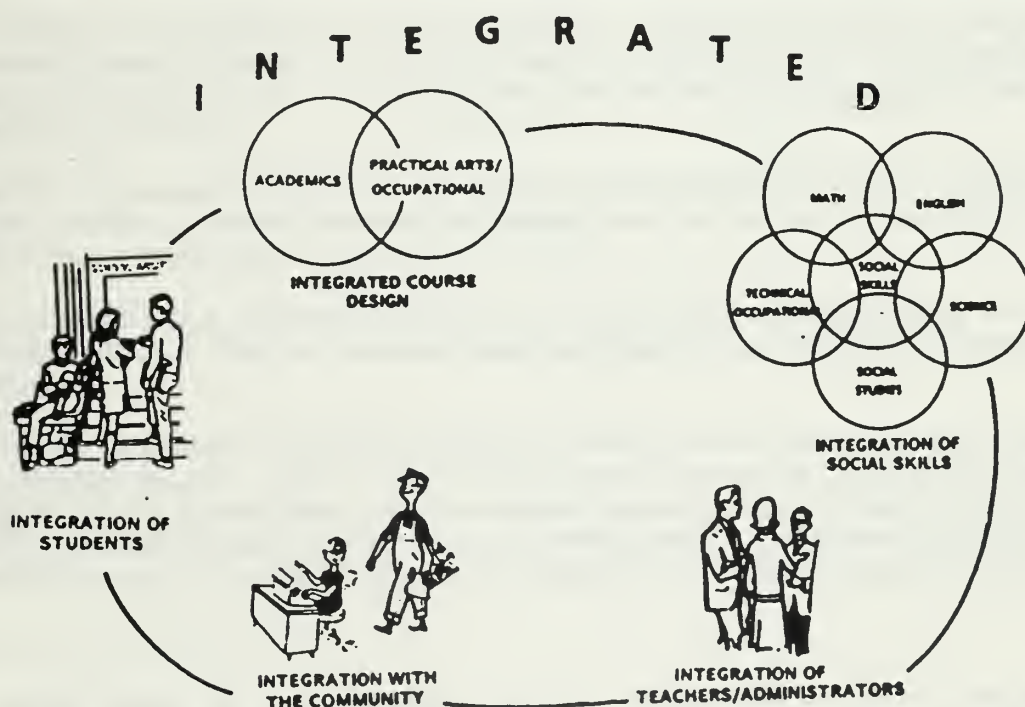 INTEGRATED
ACADEMICS
PRACTICAL ARTS/
OCCUPATIONAL
INTEGRATED COURSE
DESIGN
MATH
ENGLISH
SOCIAL
SKILLS
TECHNICAL
OCCUPATIONAL
SCIENCE
SOCIAL
STUDIES
INTEGRATION OF
SOCIAL SKILLS
INTEGRATION OF
STUDENTS
INTEGRATION WITH
THE COMMUNITY
INTEGRATION OF
TEACHERS/ADMINISTRATORS